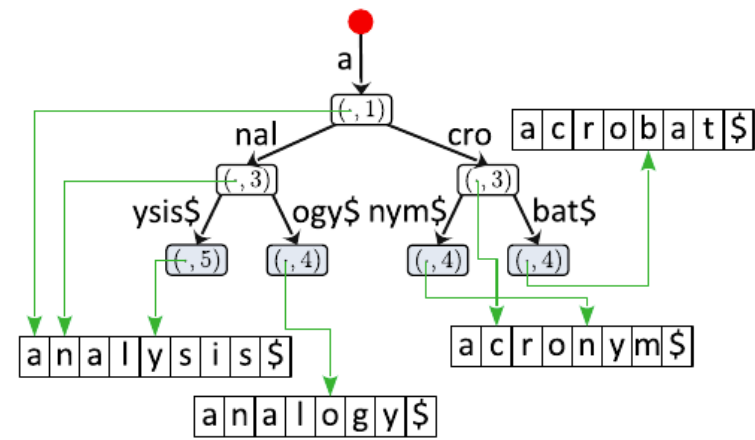 a
(·, 1)
nal cro
acrobat$
(·, 3) (·, 3)
ysis$ ogy$ nym$ bat$
(·, 5) (·, 4) (·, 4) (·, 4)
analysis$
acronym$
analogy$